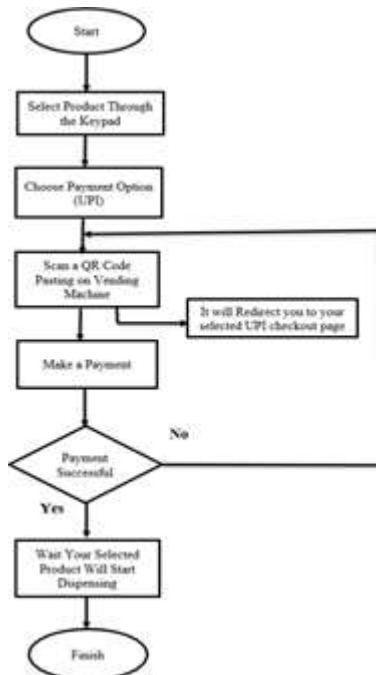 Start
Select Product Through
the Keypad
Choose Payment Option
(UPI)
Scan a QR Code
Pasting on Vending
Machine
It will Redirect you to your
selected UPI checkout page
Make a Payment
No
Payment
Successful
Yes
Wait Your Selected
Product Will Start
Dispensing
Finish